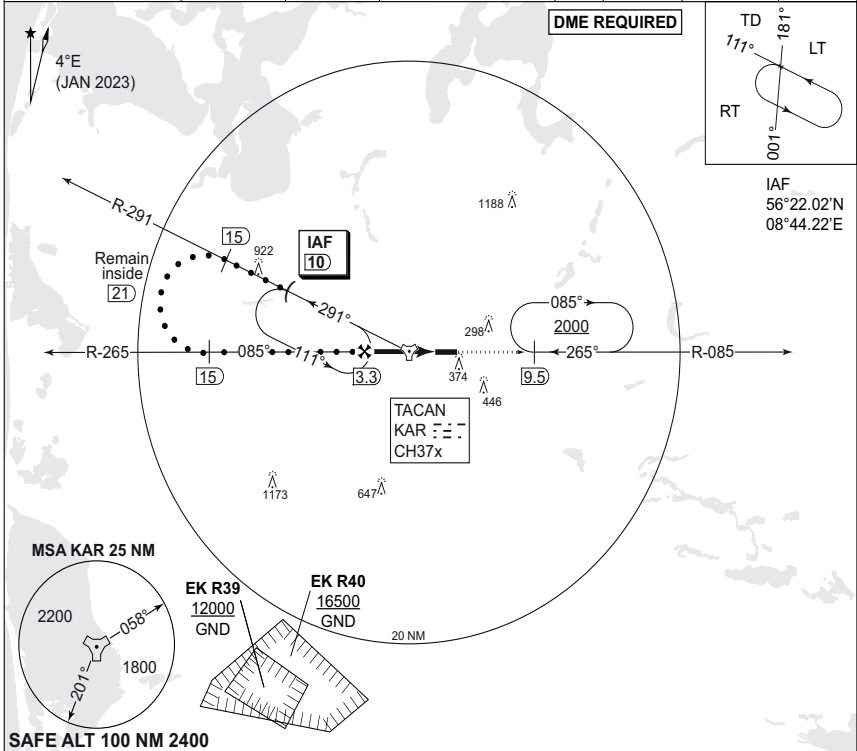 DME REQUIRED
4°E
(JAN 2023)
TD
181°
111°
LT
RT
001°
IAF
56°22.02'N
08°44.22'E
R-291
15
922
IAF
10
1188
Remain
inside
21
291°
085°
2000
265°
298
R-265
085°
111°
R-085
15
3.3
374
9.5
446
TACAN
KAR
CH37x
1173
647
MSA KAR 25 NM
2200
058°
1800
201°
EK R39
12000
GND
EK R40
16500
GND
20 NM
SAFE ALT 100 NM 2400